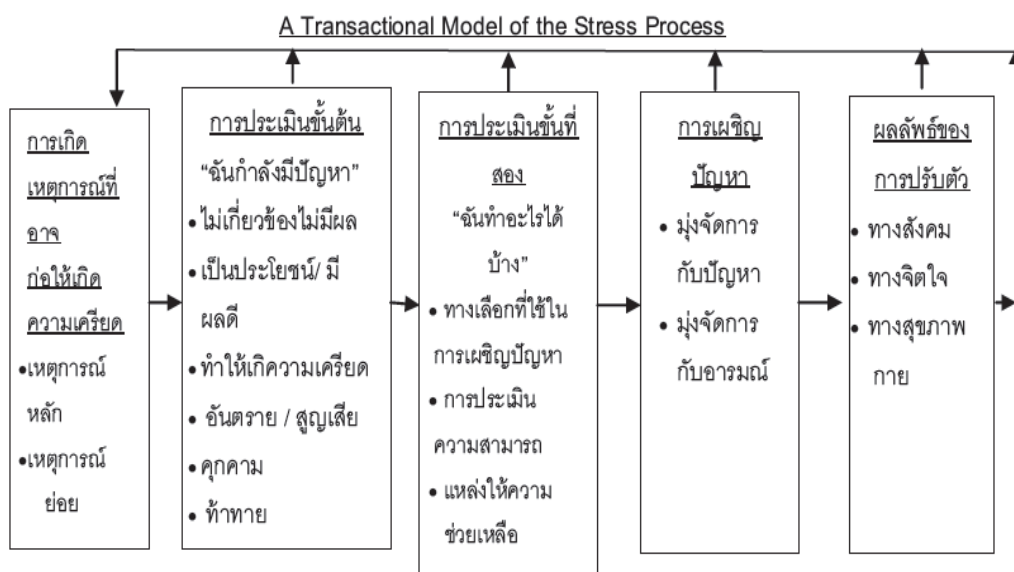 A Transactional Model of the Stress Process
การเกิด
เหตุการณ์ที่
อาจ
ก่อให้เกิด
ความเครียด
•เหตุการณ์
หลัก
•เหตุการณ์
ย่อย
การประเมินขั้นต้น
“ฉันกำลังมีปัญหา”
• ไม่เกี่ยวข้องไม่มีผล
• เป็นประโยชน์/ มี
ผลดี
• ทำให้เกิความเครียด
• อันตราย / สูญเสีย
• คุกคาม
• ท้าทาย
การประเมินขั้นที่
สอง
“ฉันทำอะไรได้
บ้าง”
• ทางเลือกที่ใช้ใน
การเผชิญปัญหา
• การประเมิน
ความสามารถ
• แหล่งให้ความ
ช่วยเหลือ
การเผชิญ
ปัญหา
• มุ่งจัดการ
กับปัญหา
• มุ่งจัดการ
กับอารมณ์
ผลลัพธ์ของ
การปรับตัว
• ทางสังคม
• ทางจิตใจ
• ทางสุขภาพ
กาย